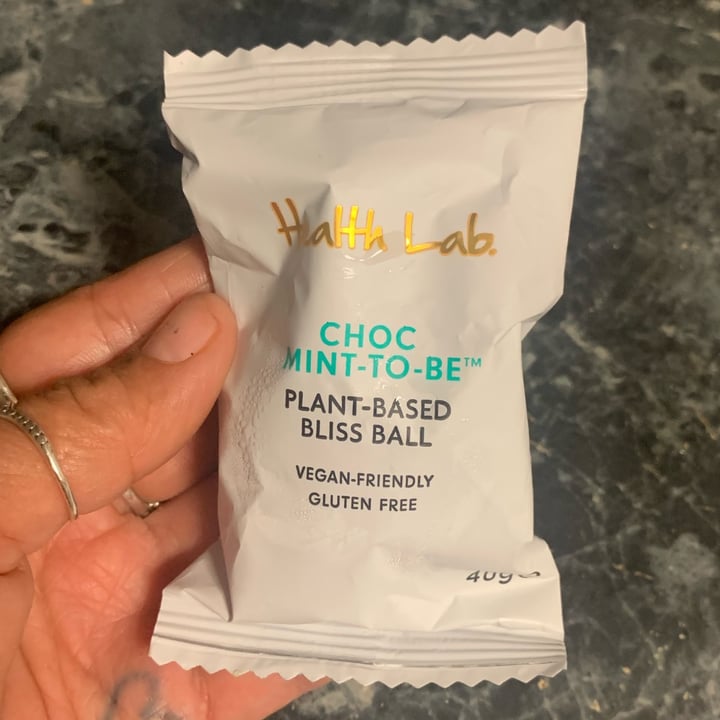 Health Lab.
CHOC
MINT-TO-BE™
PLANT-BASED
BLISS BALL
VEGAN-FRIENDLY
GLUTEN FREE
40g